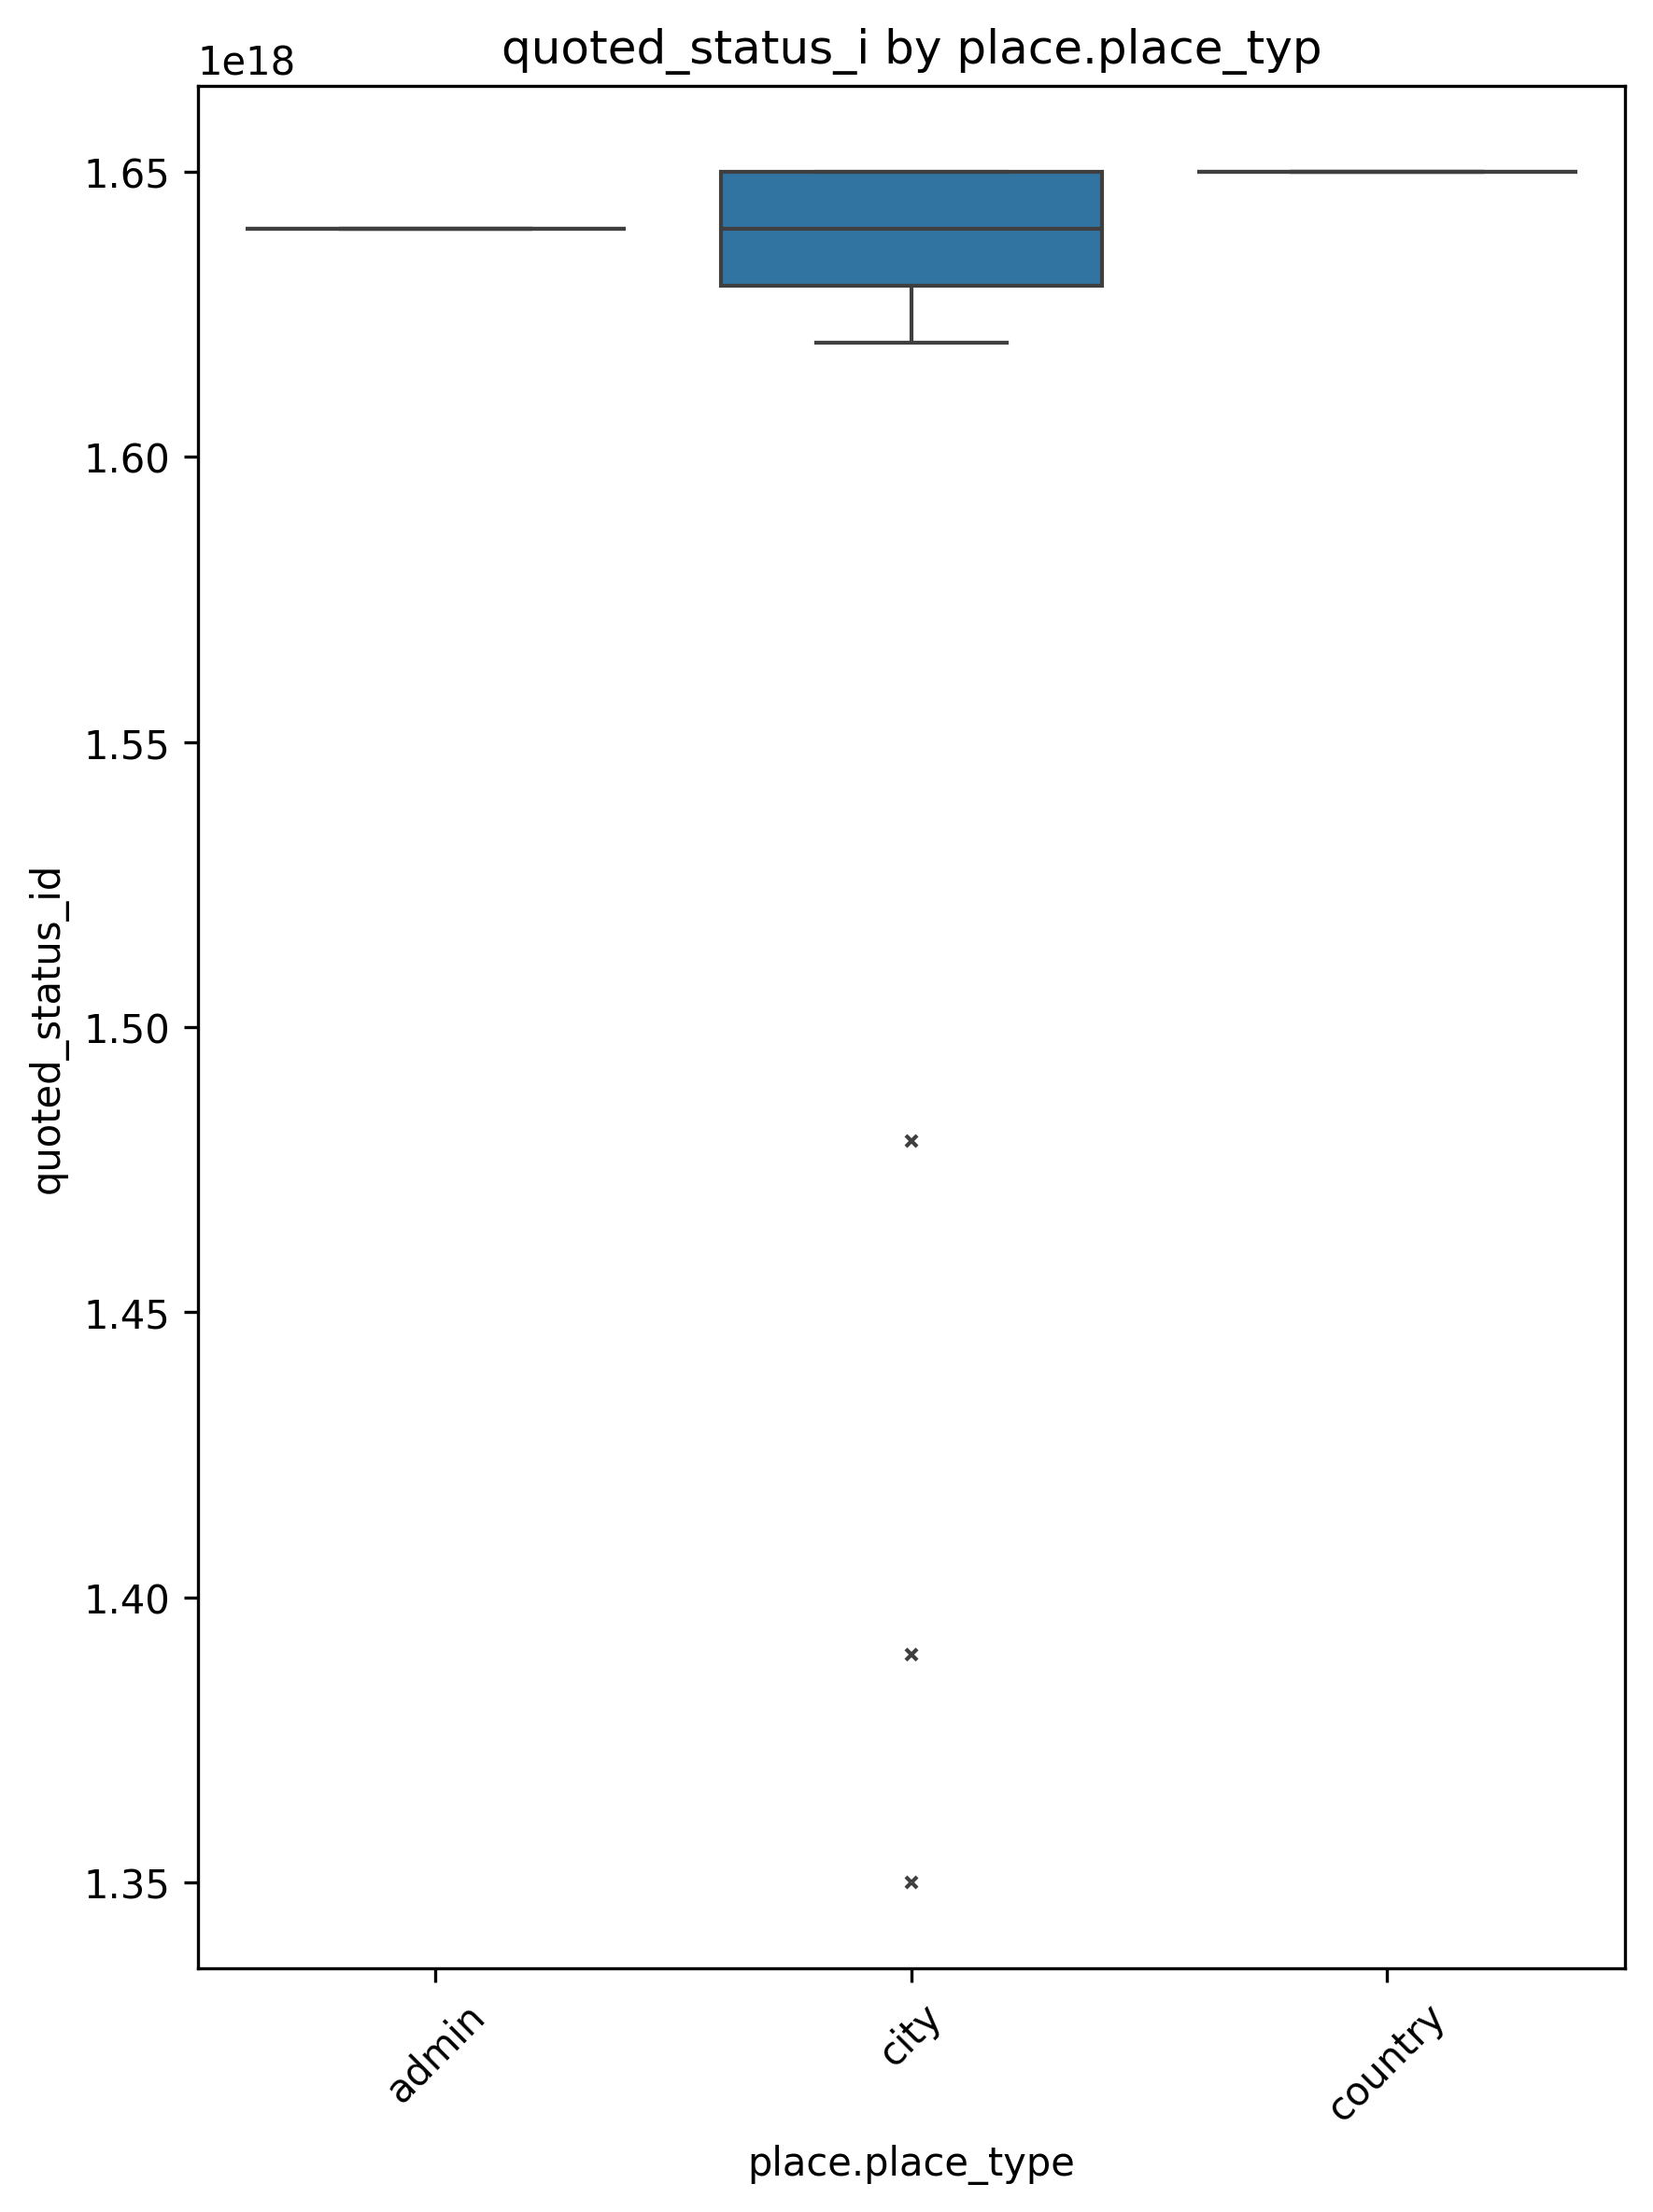 quoted_status_i by place.place_typ
1e18
1.65
1.60
1.55
1.50
1.45
1.40
1.35
quoted_status_id
admin
city
country
place.place_type